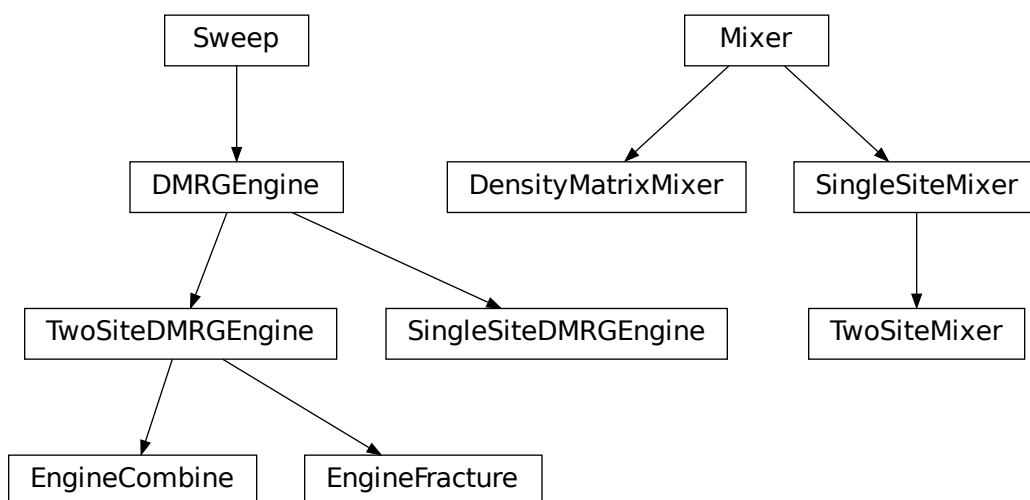 Sweep
Mixer
DMRGEngine
DensityMatrixMixer
SingleSiteMixer
TwoSiteDMRGEngine
SingleSiteDMRGEngine
TwoSiteMixer
EngineCombine
EngineFracture